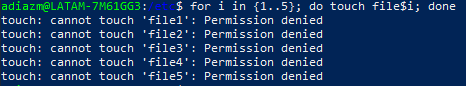 adiazm@LATAM-7M61GG3:/etc$ for i in {1..5}; do touch file$i; done
touch: cannot touch 'file1': Permission denied
touch: cannot touch 'file2': Permission denied
touch: cannot touch 'file3': Permission denied
touch: cannot touch 'file4': Permission denied
touch: cannot touch 'file5': Permission denied